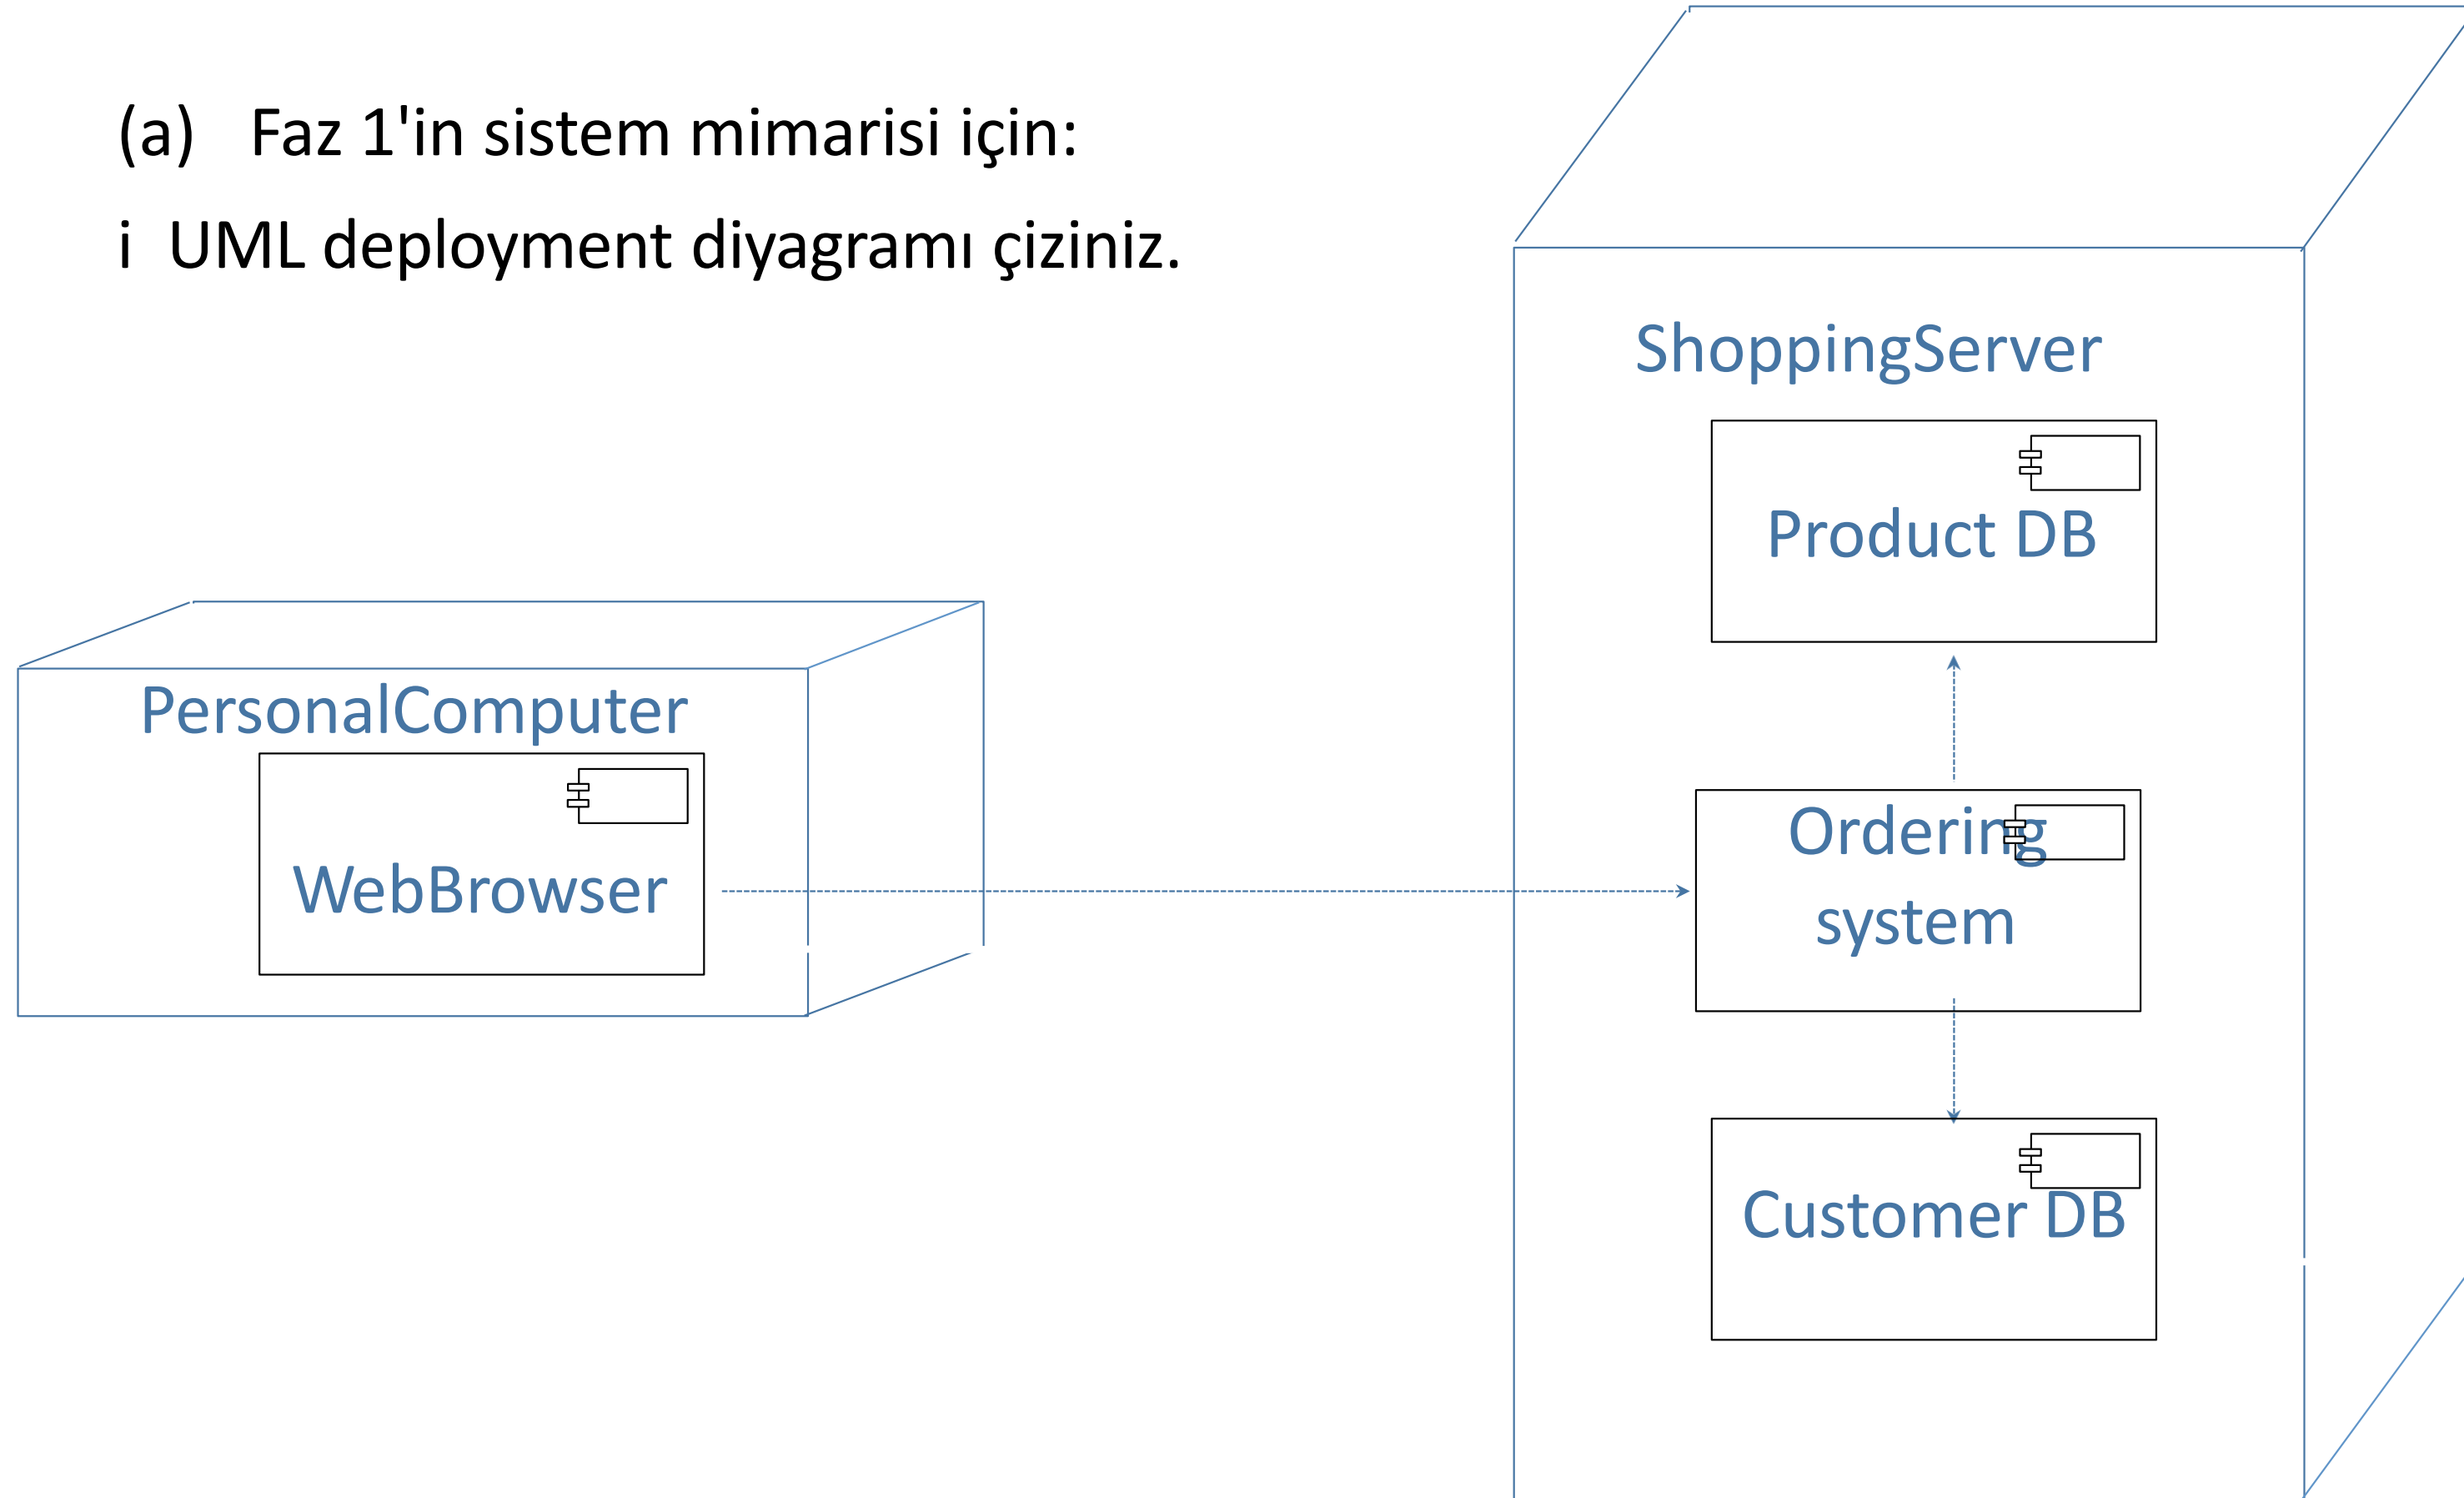 (a) Faz 1'in sistem mimarisi için:
i UML deployment diyagramı çiziniz.
ShoppingServer
Product DB
PersonalComputer
WebBrowser
Ordering
system
Customer DB